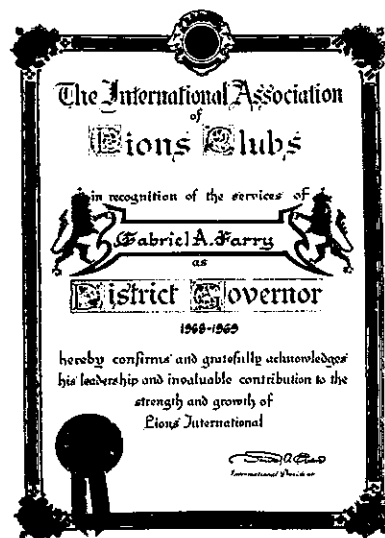 The International Association
of
Lions Clubs
in recognition of the services of
Gabriel A. Farry
as
District Governor
1968-1969
hereby confirms and gratefully acknowledges
his leadership and invaluable contribution to the
strength and growth of
Lions International
International President